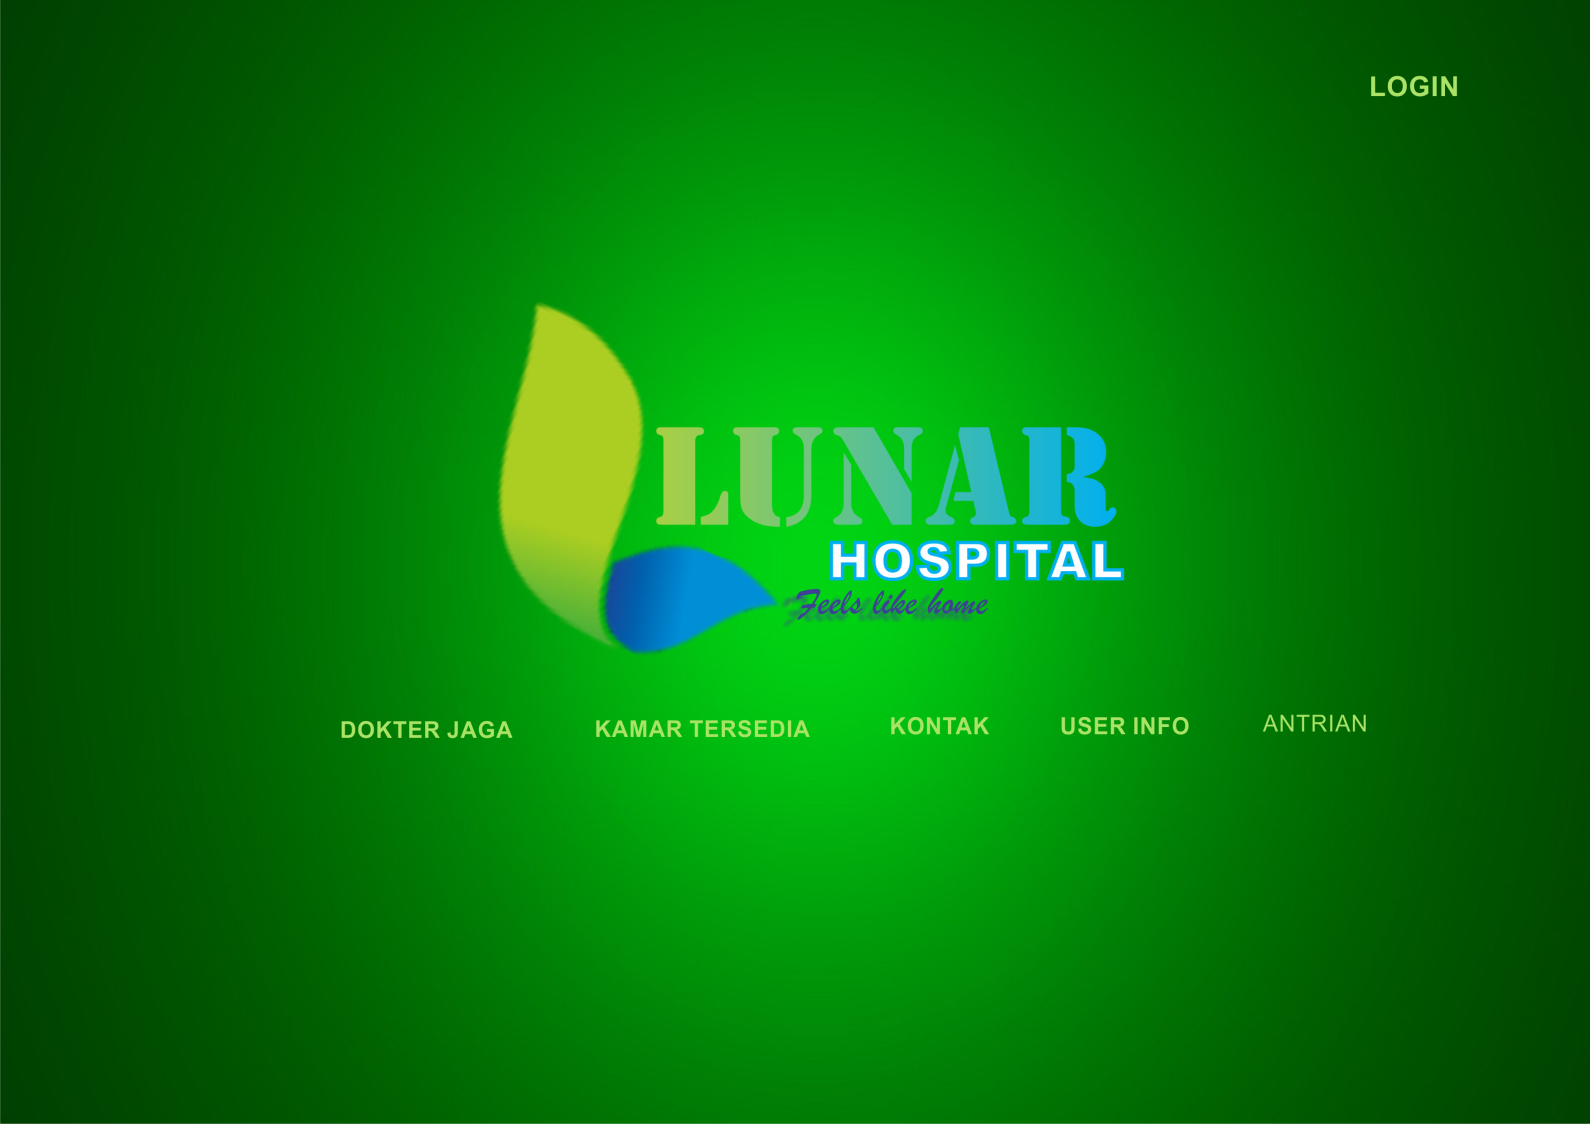 LOGIN
LUNAR
HOSPITAL
Feels like home
DOKTER JAGA
KAMAR TERSEDIA
KONTAK
USER INFO
ANTRIAN